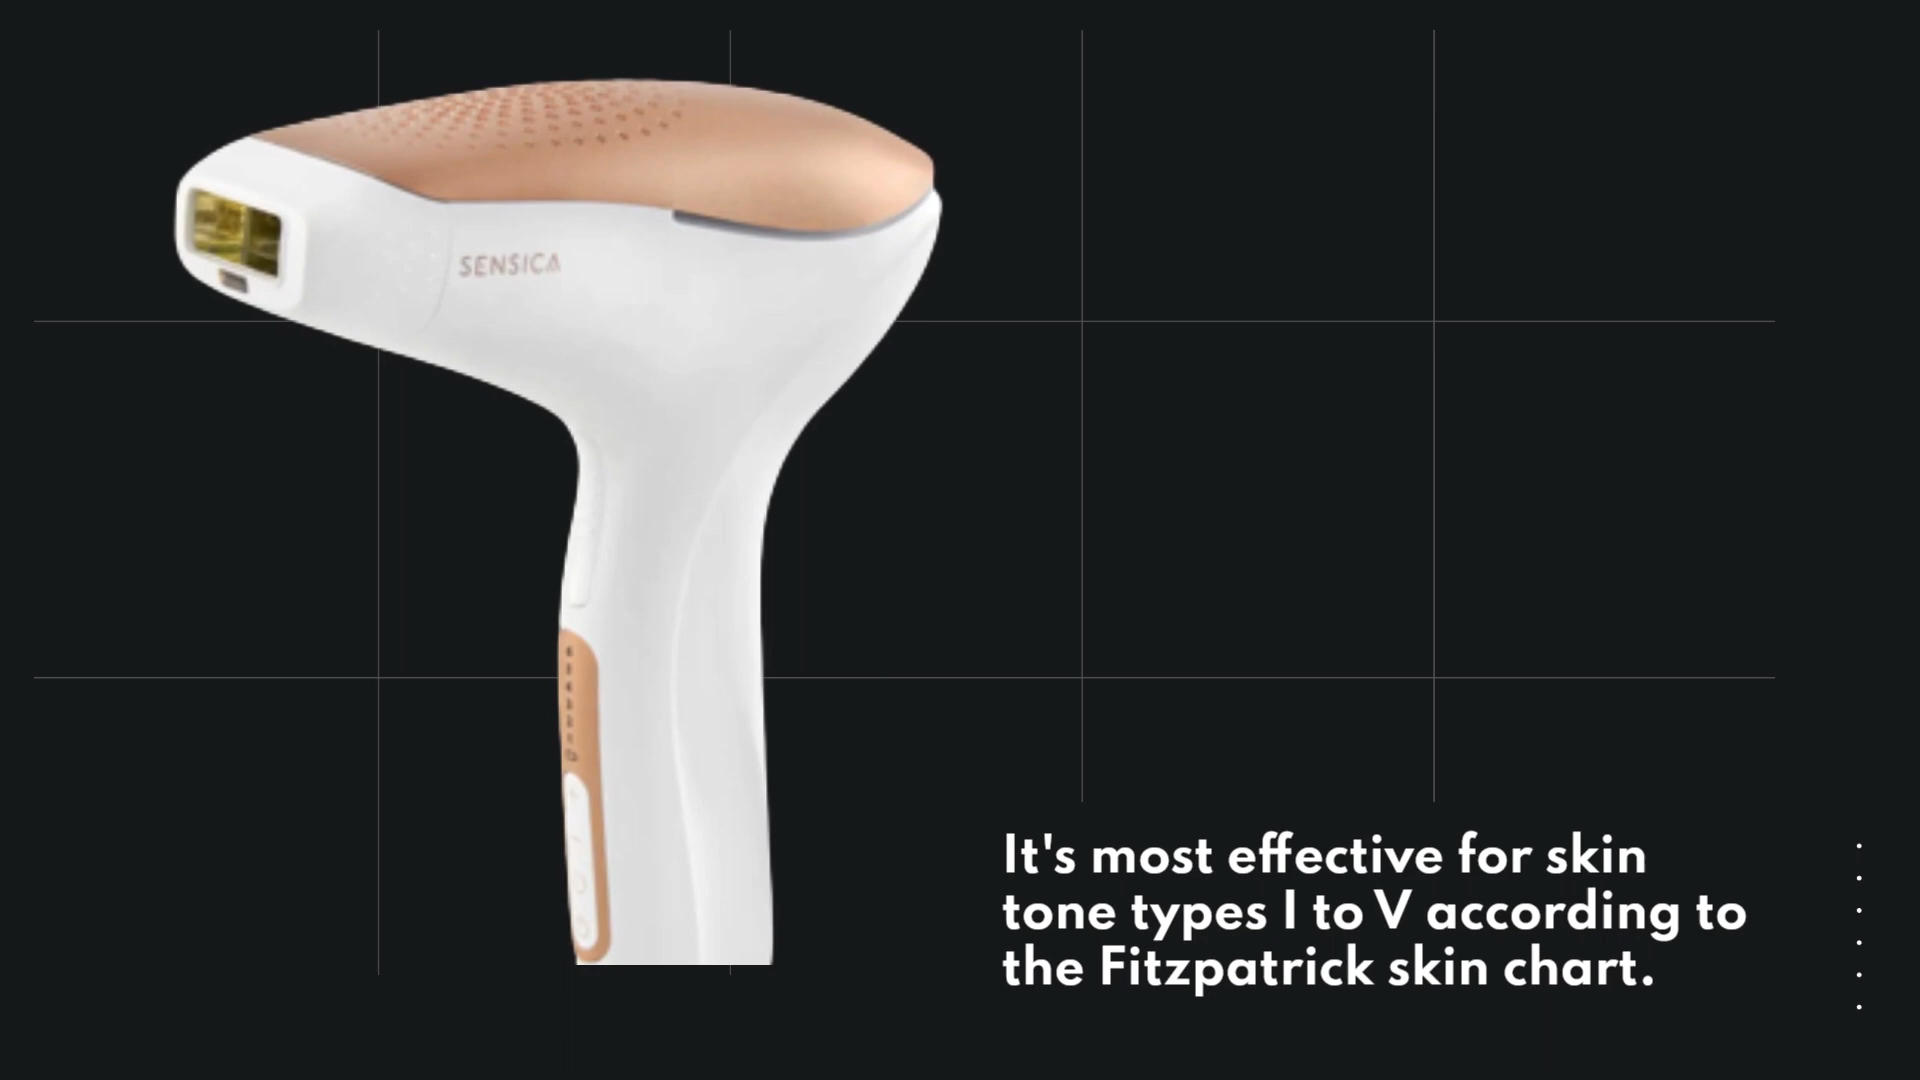 SENSICA
It's most effective for skin
tone types I to V according to
the Fitzpatrick skin chart.